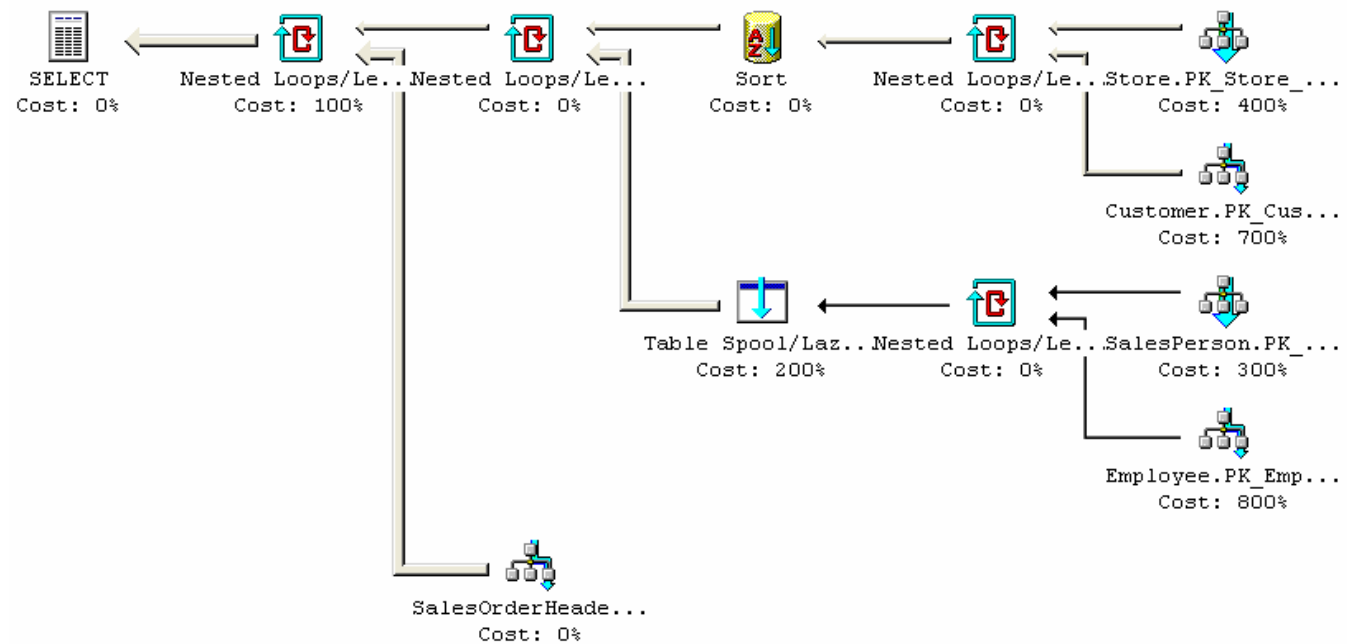 SELECT
Cost: 0%
Nested Loops/Le...
Cost: 100%
Nested Loops/Le...
Cost: 0%
Sort
Cost: 0%
Nested Loops/Le...
Cost: 0%
Store.PK_Store_...
Cost: 400%
Customer.PK_Cus...
Cost: 700%
Table Spool/Laz...
Cost: 200%
Nested Loops/Le...
Cost: 0%
SalesPerson.PK_...
Cost: 300%
Employee.PK_Emp...
Cost: 800%
SalesOrderHeade...
Cost: 0%